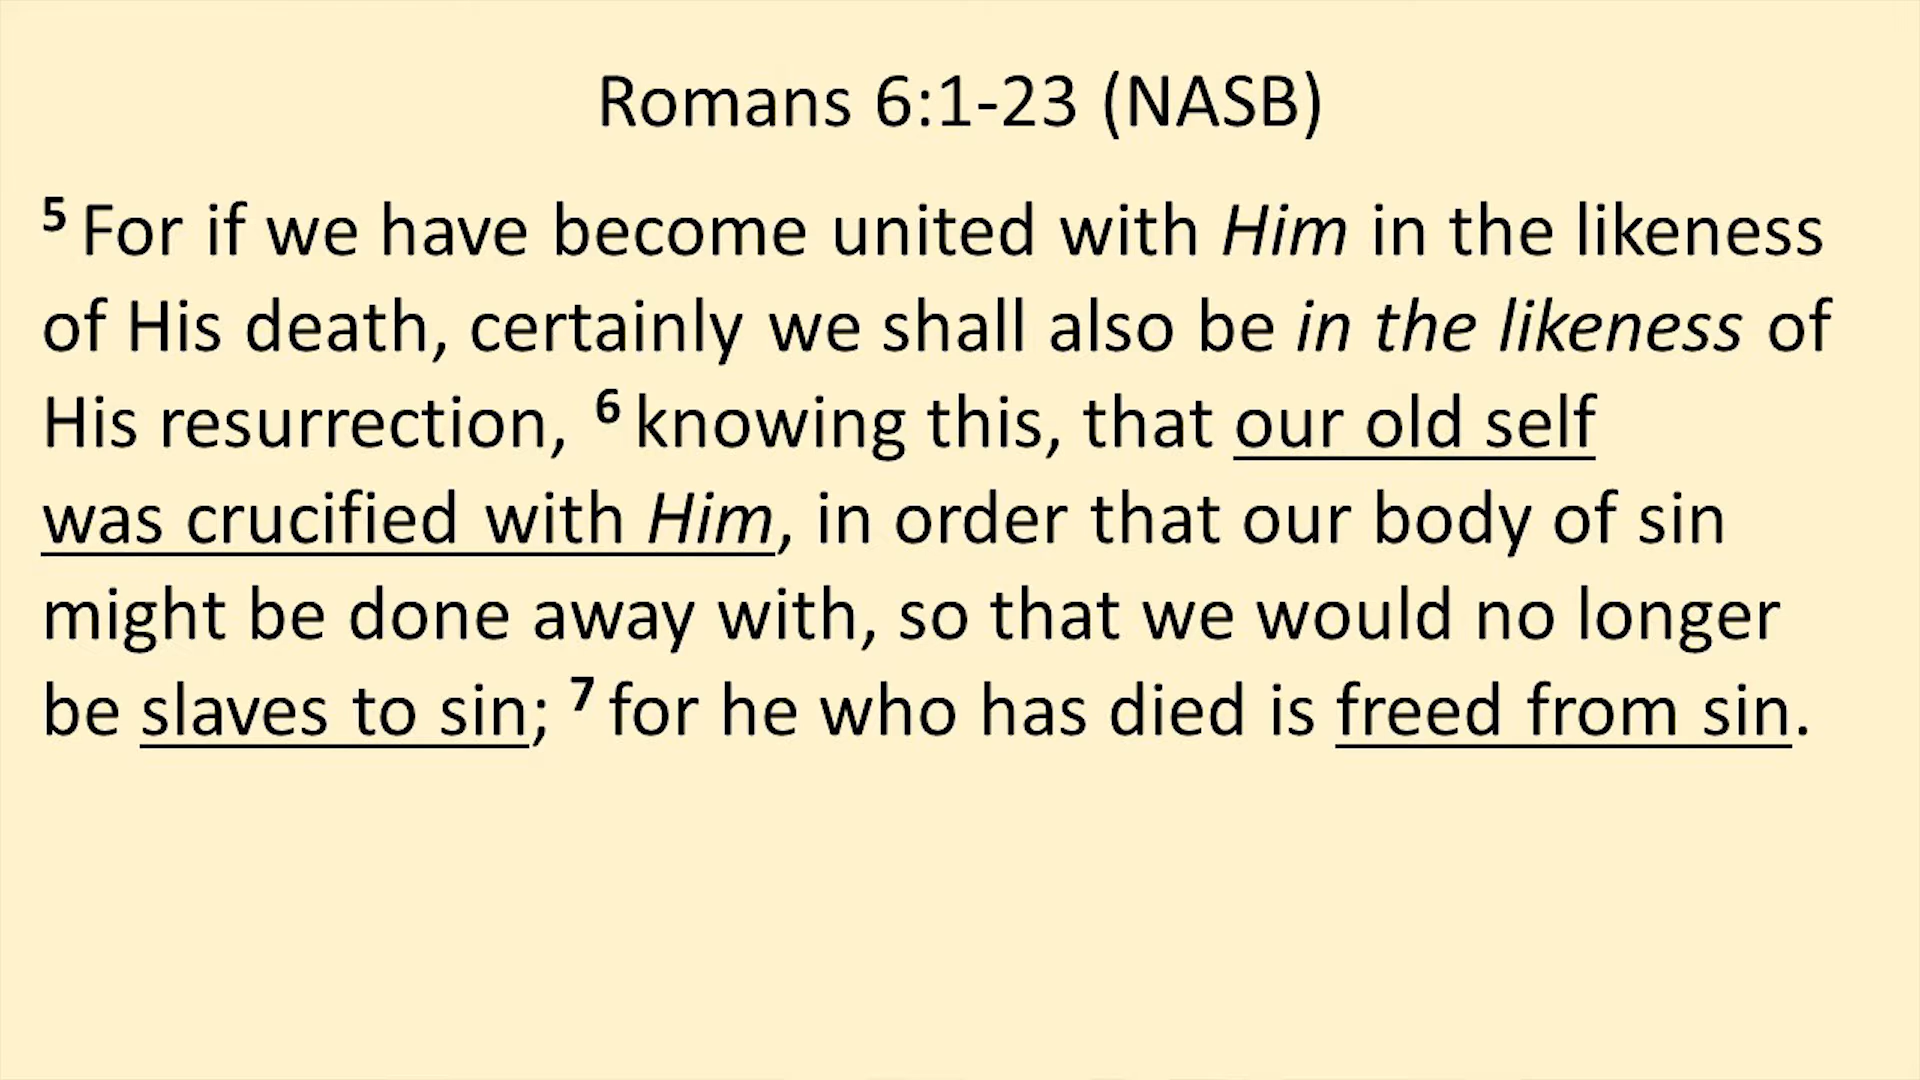 Romans 6:1-23 (NASB)
5 For if we have become united with Him in the likeness
of His death, certainly we shall also be in the likeness of
His resurrection, 6 knowing this, that our old self
was crucified with Him, in order that our body of sin
might be done away with, so that we would no longer
be slaves to sin; 7 for he who has died is freed from sin.